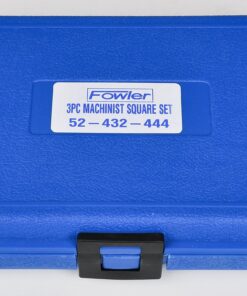 Fowler
3PC MACHINIST SQUARE SET
52-432-444